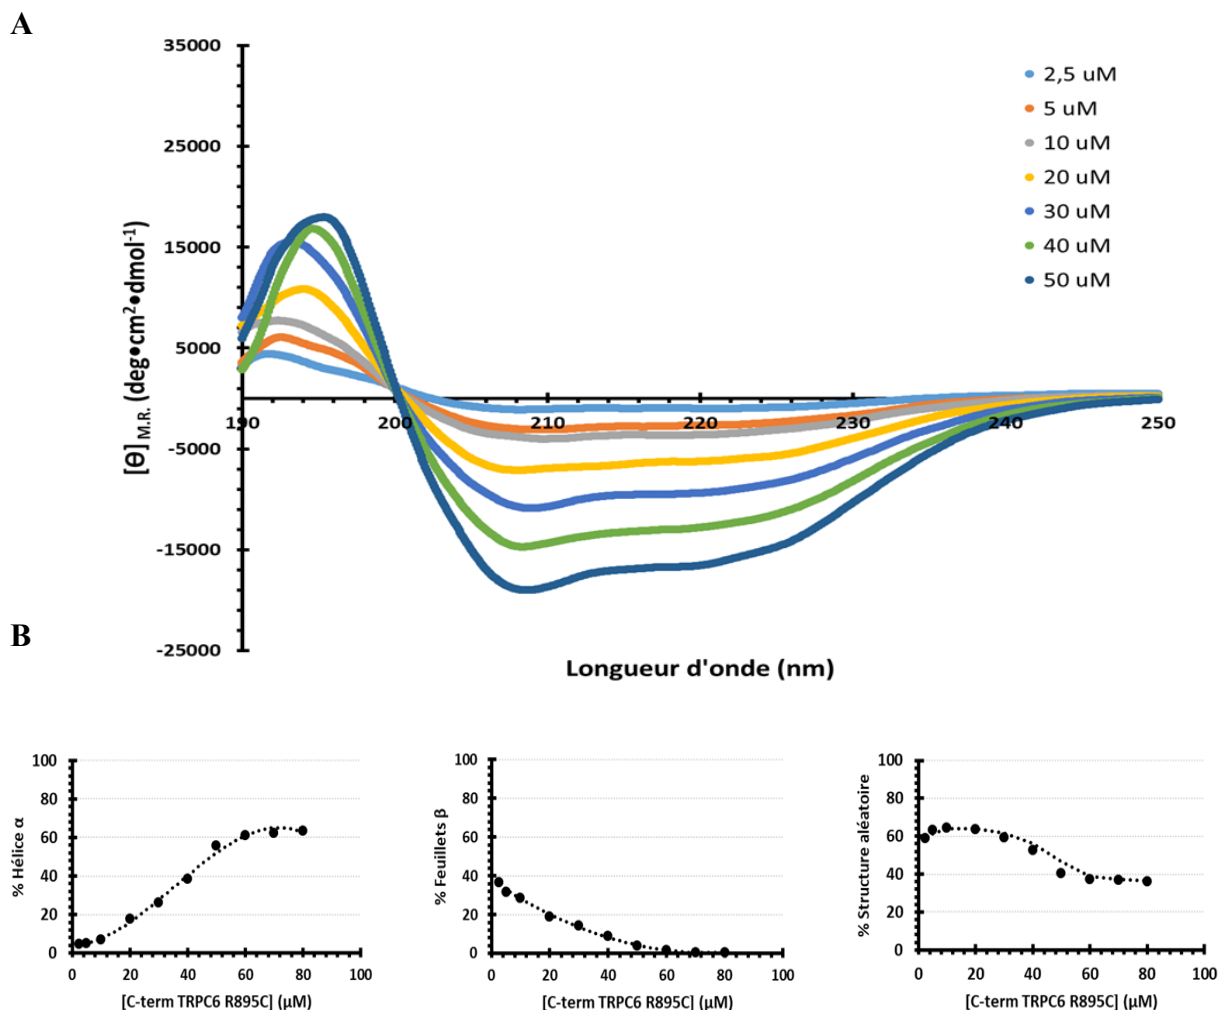 A
35000
25000
15000
5000
-5000
-15000
-25000
[Θ]M.R. (deg•cm²•dmol⁻¹)
190
200
210
220
230
240
250
Longueur d'onde (nm)
2,5 uM
5 uM
10 uM
20 uM
30 uM
40 uM
50 uM
B
100
80
60
40
20
0
% Hélice α
0 20 40 60 80 100
[C-term TRPC6 R895C] (µM)
100
80
60
40
20
0
% Feuillets β
0 20 40 60 80 100
[C-term TRPC6 R895C] (µM)
100
80
60
40
20
0
% Structure aléatoire
0 20 40 60 80 100
[C-term TRPC6 R895C] (µM)